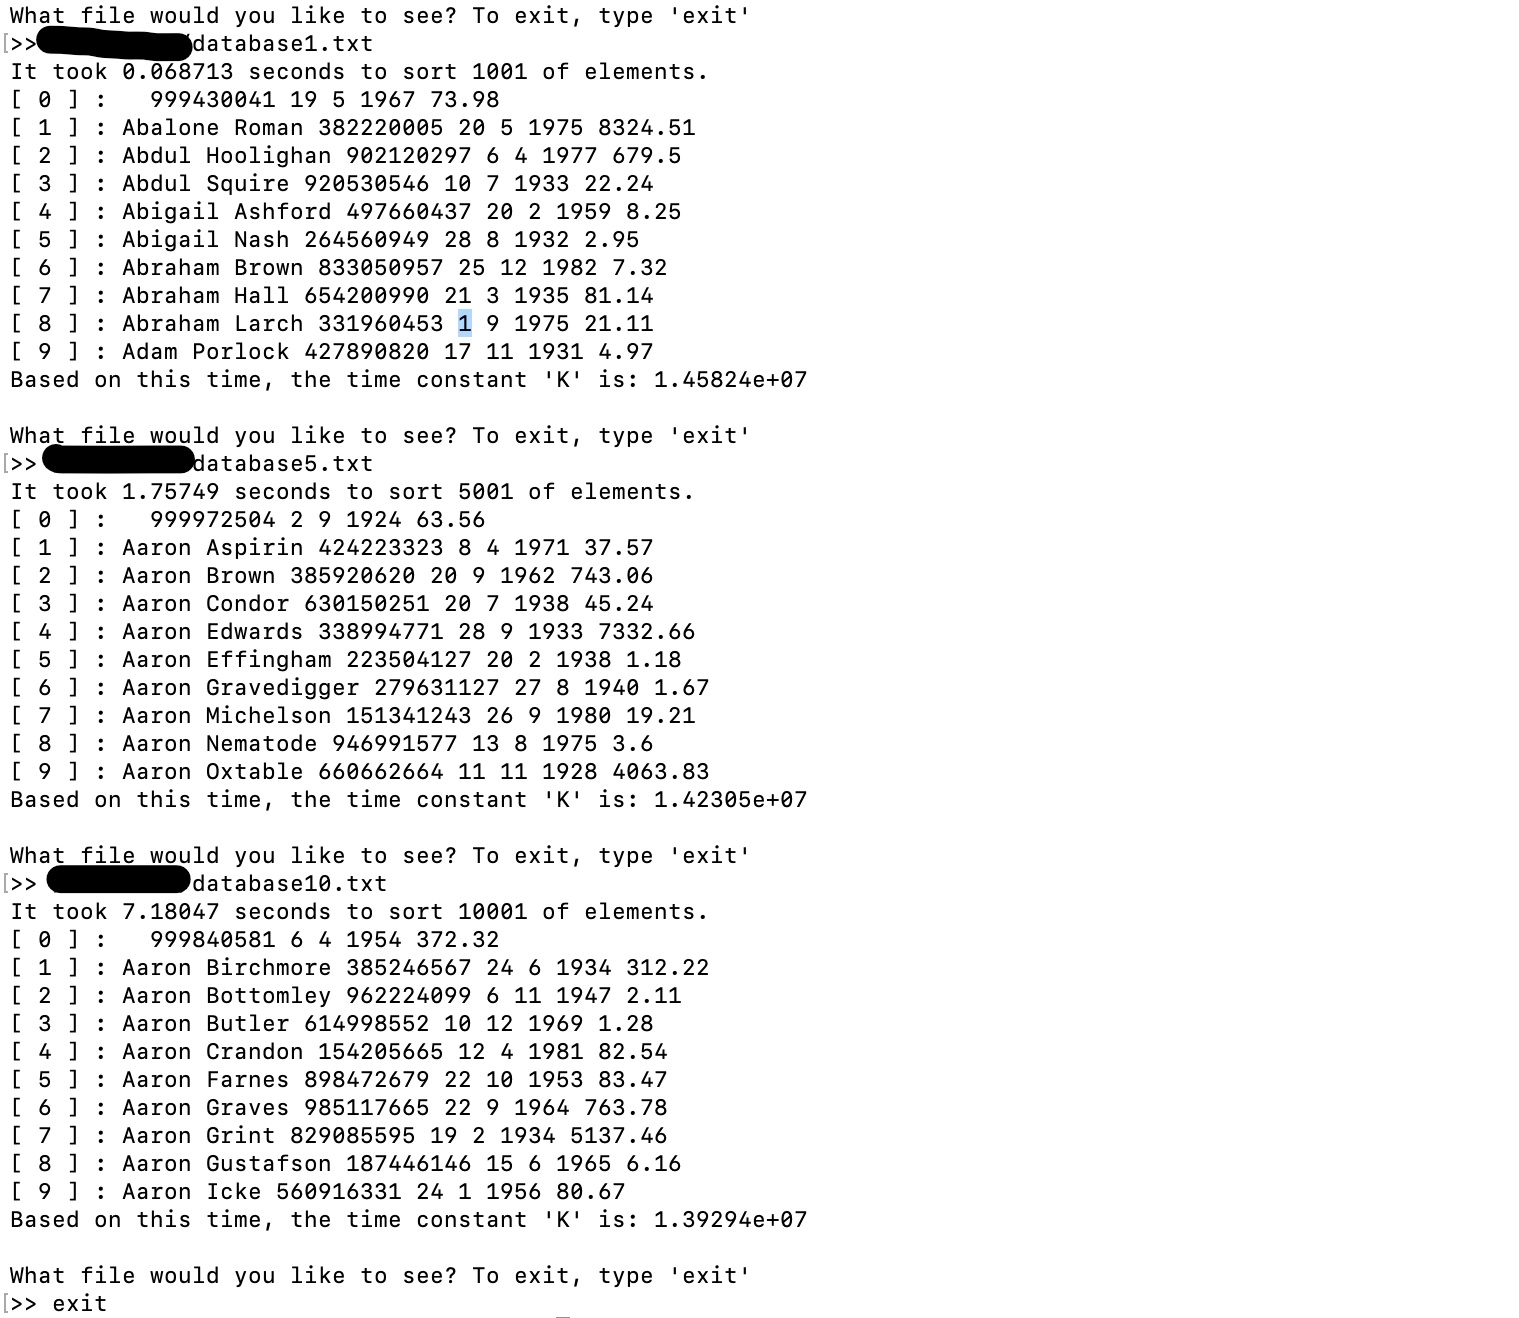 What file would you like to see? To exit, type 'exit'
[>> database1.txt
It took 0.068713 seconds to sort 1001 of elements.
[ 0 ] :   999430041 19 5 1967 73.98
[ 1 ] : Abalone Roman 382220005 20 5 1975 8324.51
[ 2 ] : Abdul Hoolighan 902120297 6 4 1977 679.5
[ 3 ] : Abdul Squire 920530546 10 7 1933 22.24
[ 4 ] : Abigail Ashford 497660437 20 2 1959 8.25
[ 5 ] : Abigail Nash 264560949 28 8 1932 2.95
[ 6 ] : Abraham Brown 833050957 25 12 1982 7.32
[ 7 ] : Abraham Hall 654200990 21 3 1935 81.14
[ 8 ] : Abraham Larch 331960453 1 9 1975 21.11
[ 9 ] : Adam Porlock 427890820 17 11 1931 4.97
Based on this time, the time constant 'K' is: 1.45824e+07
What file would you like to see? To exit, type 'exit'
[>> database5.txt
It took 1.75749 seconds to sort 5001 of elements.
[ 0 ] :   999972504 2 9 1924 63.56
[ 1 ] : Aaron Aspirin 424223323 8 4 1971 37.57
[ 2 ] : Aaron Brown 385920620 20 9 1962 743.06
[ 3 ] : Aaron Condor 630150251 20 7 1938 45.24
[ 4 ] : Aaron Edwards 338994771 28 9 1933 7332.66
[ 5 ] : Aaron Effingham 223504127 20 2 1938 1.18
[ 6 ] : Aaron Gravedigger 279631127 27 8 1940 1.67
[ 7 ] : Aaron Michelson 151341243 26 9 1980 19.21
[ 8 ] : Aaron Nematode 946991577 13 8 1975 3.6
[ 9 ] : Aaron Oxtable 660662664 11 11 1928 4063.83
Based on this time, the time constant 'K' is: 1.42305e+07
What file would you like to see? To exit, type 'exit'
[>> database10.txt
It took 7.18047 seconds to sort 10001 of elements.
[ 0 ] :   999840581 6 4 1954 372.32
[ 1 ] : Aaron Birchmore 385246567 24 6 1934 312.22
[ 2 ] : Aaron Bottomley 962224099 6 11 1947 2.11
[ 3 ] : Aaron Butler 614998552 10 12 1969 1.28
[ 4 ] : Aaron Crandon 154205665 12 4 1981 82.54
[ 5 ] : Aaron Farnes 898472679 22 10 1953 83.47
[ 6 ] : Aaron Graves 985117665 22 9 1964 763.78
[ 7 ] : Aaron Grint 829085595 19 2 1934 5137.46
[ 8 ] : Aaron Gustafson 187446146 15 6 1965 6.16
[ 9 ] : Aaron Icke 560916331 24 1 1956 80.67
Based on this time, the time constant 'K' is: 1.39294e+07
What file would you like to see? To exit, type 'exit'
[>> exit